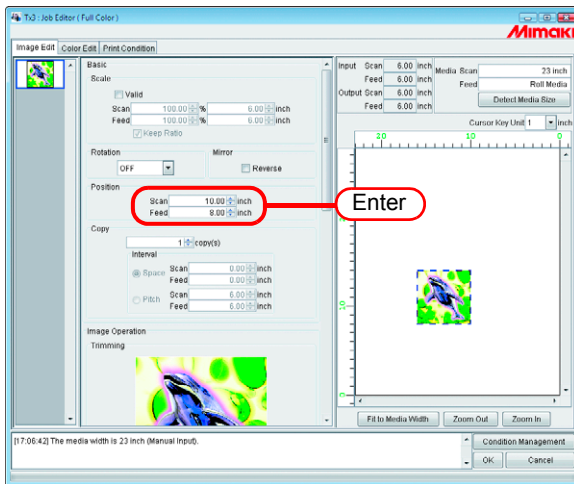 Tx3 : Job Editor ( Full Color )
Mimaki
Image Edit Color Edit Print Condition
Basic
Scale
Valid
Scan 100.00 % 6.00 inch
Feed 100.00 % 6.00 inch
Keep Ratio
Rotation
OFF
Mirror
Reverse
Position
Scan 10.00 inch
Feed 8.00 inch
Enter
Copy
1 copy(s)
Interval
Space Scan 0.00 inch
Feed 0.00 inch
Pitch Scan 6.00 inch
Feed 6.00 inch
Image Operation
Trimming
Input Scan 6.00 inch
Feed 6.00 inch
Output Scan 6.00 inch
Feed 6.00 inch
Media Scan 23 inch
Feed Roll Media
Detect Media Size
Cursor Key Unit 1 inch
20 10 0
10
0
Fit to Media Width Zoom Out Zoom In
[17:06:42] The media width is 23 inch (Manual Input).
Condition Management
OK Cancel